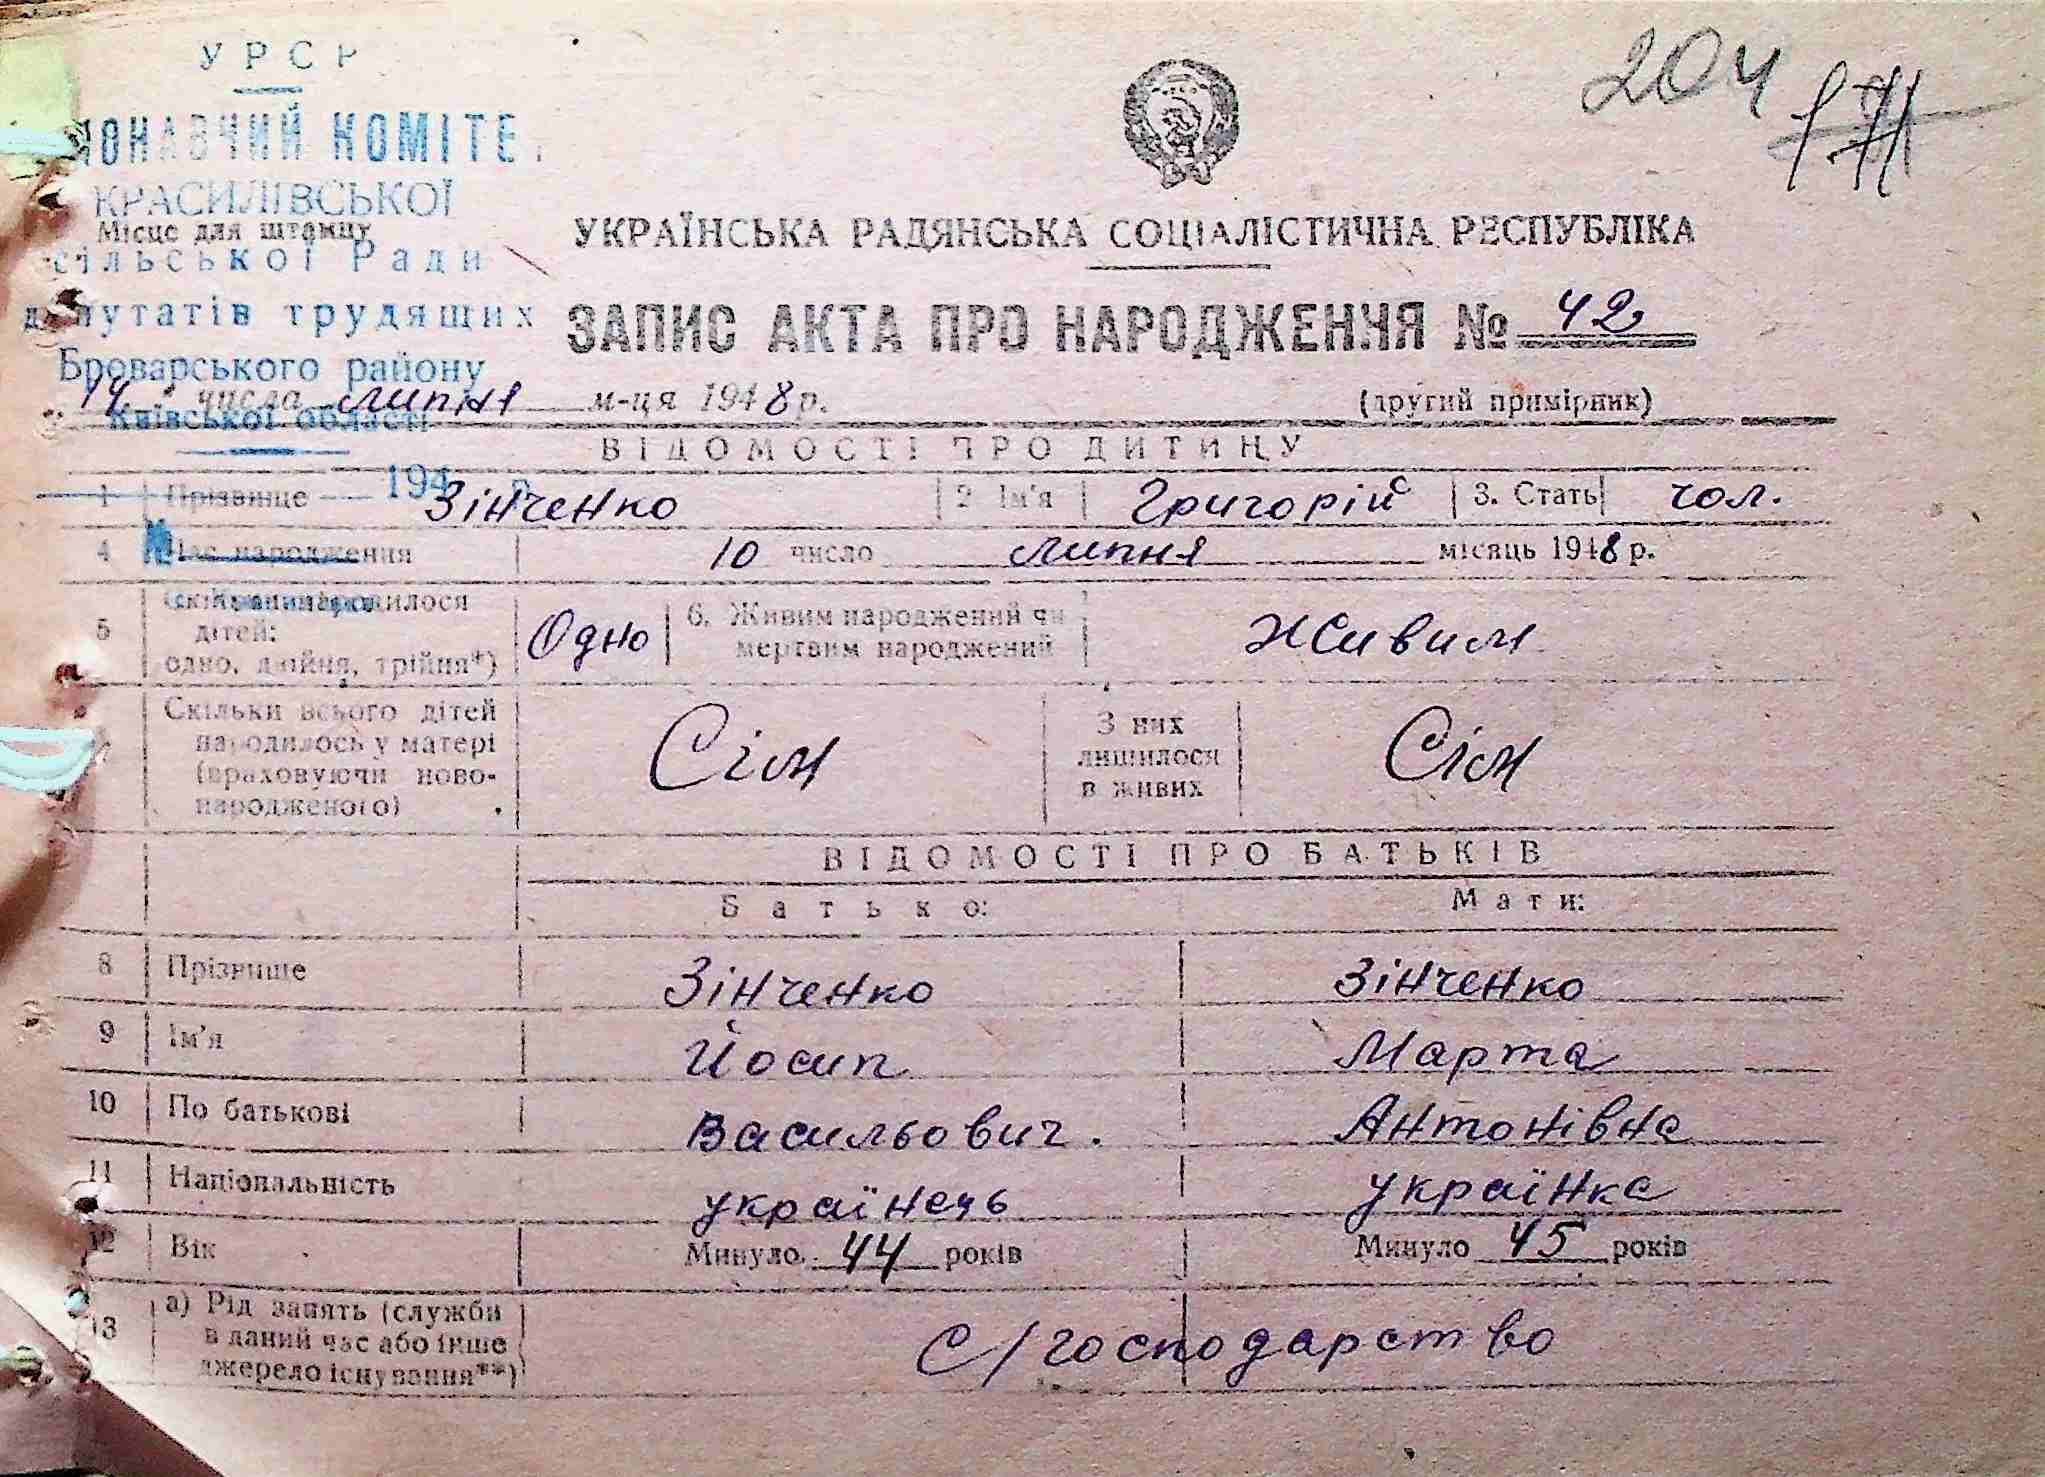 УРСР
204
КОМІТЕ
КРАСИЛІВСЬКОЇ
Місце для штампу
сільської Ради
УКРАЇНСЬКА РАДЯНСЬКА СОЦІАЛІСТИЧНА РЕСПУБЛІКА
депутатів трудящих
ЗАПИС АКТА ПРО НАРОДЖЕННЯ № 42
Броварського району
14 числа липня м-ця 1948 р. (другий примірник)
Київської області
ВІДОМОСТІ ПРО ДИТИНУ
194
1 Прізвище Зінченко 2 Ім'я Григорій 3. Стать чол.
4 Час народження 10 число липня місяць 1948 р.
5 народилося дітей: одно, двійня, трійня*) Одно 6. Живим народжений чи мертвим народжений Живим
Скільки всього дітей народилось у матері (враховуючи ново-народженого) Сім З них лишилося в живих Сім
ВІДОМОСТІ ПРО БАТЬКІВ
Батько: Мати:
8 Прізвище Зінченко Зінченко
9 Ім'я Йосип Марта
10 По батькові Васильович. Антонівна
11 Національність українець українка
12 Вік Минуло 44 років Минуло 45 років
13 а) Рід занять (служби в даний час або інше джерело існування**) С/господарство